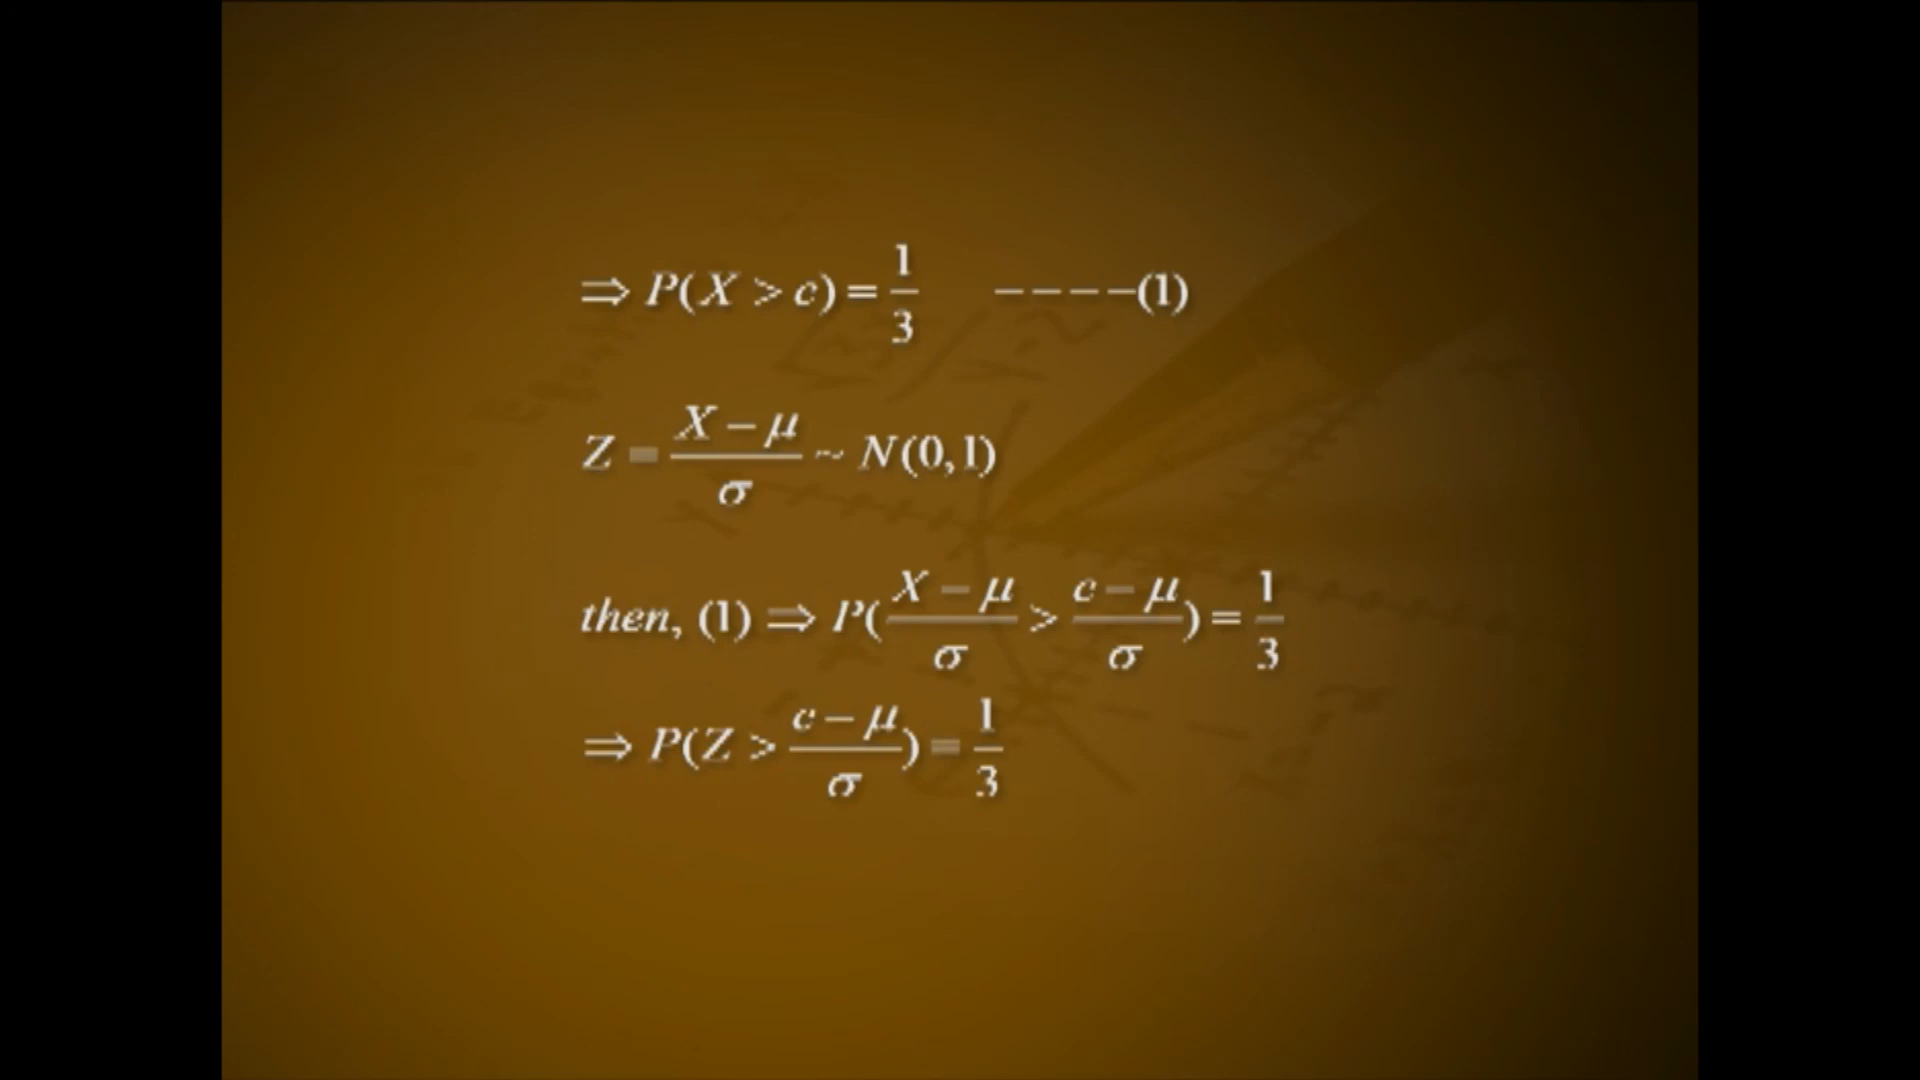 ⇒ P(X > c) = 1/3 ----(1)
Z = (X − μ)/σ ~ N(0,1)
then, (1) ⇒ P((X − μ)/σ > (c − μ)/σ) = 1/3
⇒ P(Z > (c − μ)/σ) = 1/3